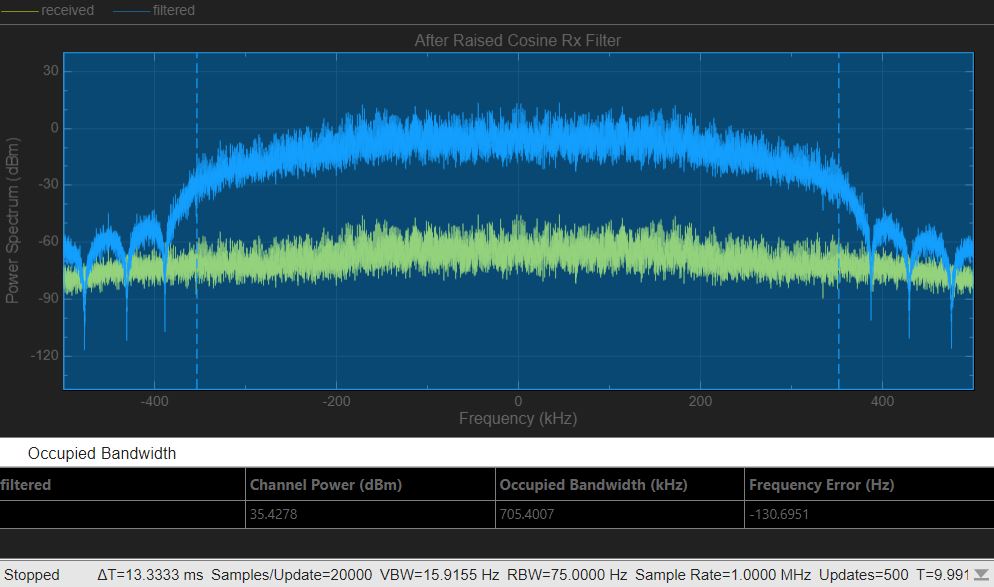 received filtered
After Raised Cosine Rx Filter
30
0
-30
-60
-90
-120
Power Spectrum (dBm)
-400 -200 0 200 400
Frequency (kHz)
Occupied Bandwidth
filtered Channel Power (dBm) Occupied Bandwidth (kHz) Frequency Error (Hz)
35.4278 705.4007 -130.6951
Stopped ΔT=13.3333 ms Samples/Update=20000 VBW=15.9155 Hz RBW=75.0000 Hz Sample Rate=1.0000 MHz Updates=500 T=9.991